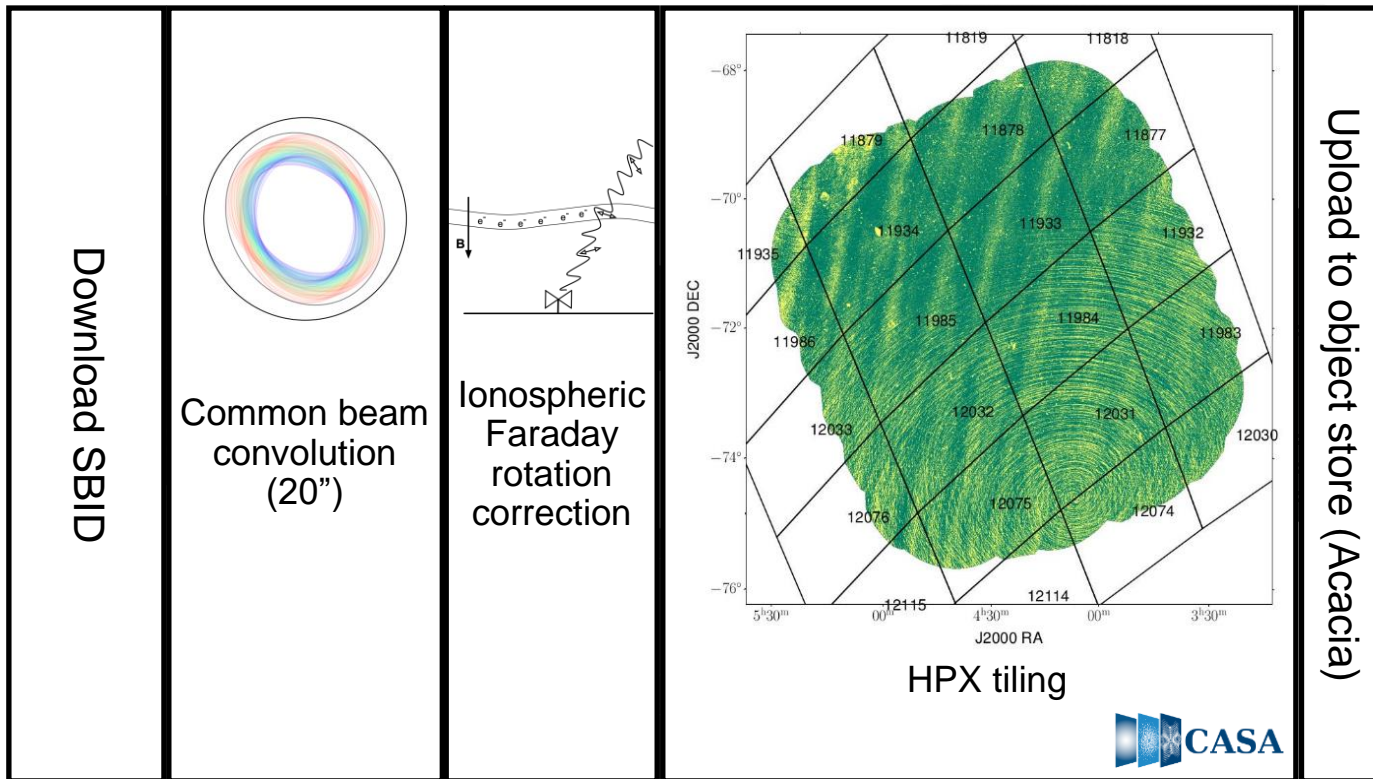 Download SBID
Common beam
convolution
(20”)
e⁻ e⁻ e⁻ e⁻ e⁻ e⁻
B
Ionospheric
Faraday
rotation
correction
11819
11818
−68°
11879
11878
11877
−70°
11935
11934
11933
11932
−72°
11986
11985
11984
11983
−74°
12033
12032
12031
12030
12076
12075
12074
−76°
12115
12114
5ʰ30ᵐ
00ᵐ
4ʰ30ᵐ
00ᵐ
3ʰ30ᵐ
J2000 DEC
J2000 RA
HPX tiling
CASA
Upload to object store (Acacia)